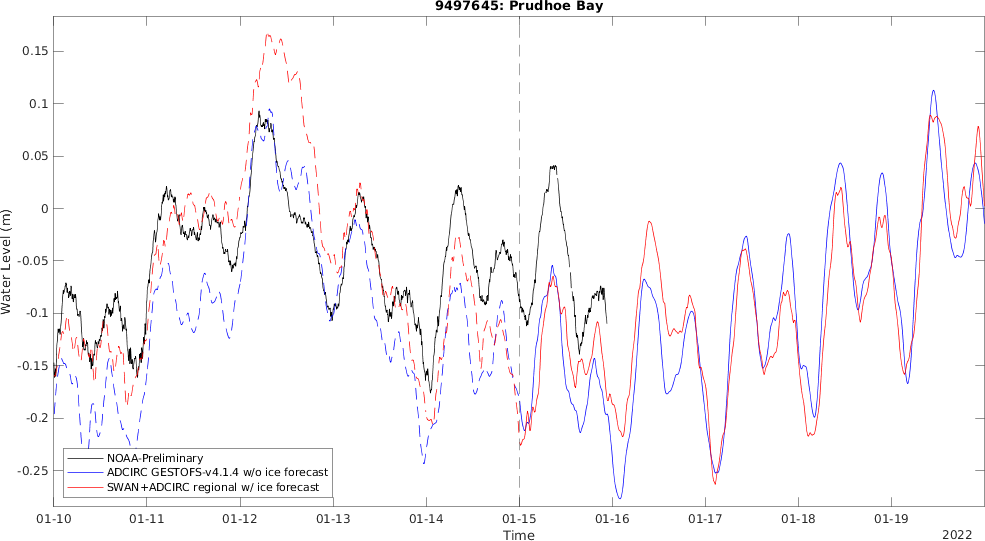 9497645: Prudhoe Bay
0.15
0.1
0.05
0
-0.05
-0.1
-0.15
-0.2
-0.25
Water Level (m)
NOAA-Preliminary
ADCIRC GESTOFS-v4.1.4 w/o ice forecast
SWAN+ADCIRC regional w/ ice forecast
01-10 01-11 01-12 01-13 01-14 01-15 01-16 01-17 01-18 01-19
Time
2022